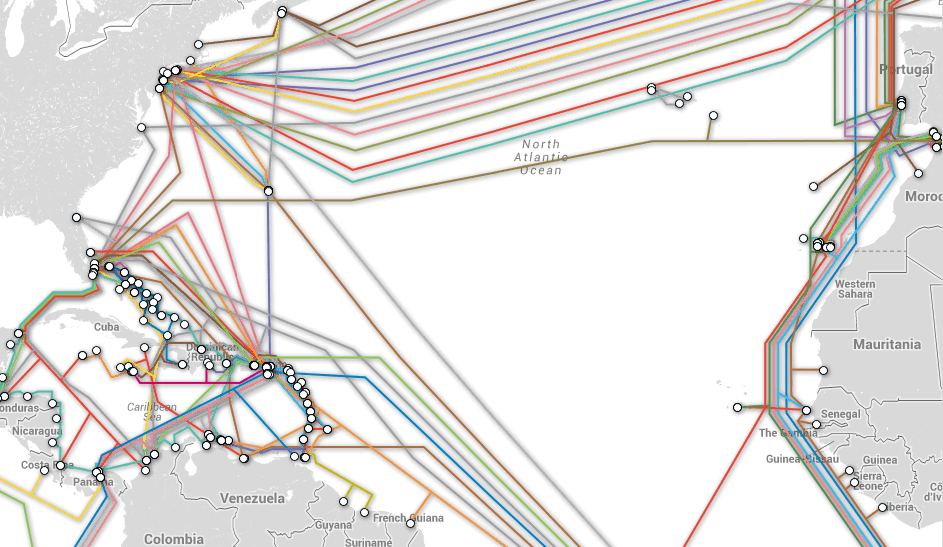 Portugal
North
Atlantic
Ocean
Moroc
Western
Sahara
Cuba
Dominican
Republic
Mauritania
onduras
Caribbean
Sea
Senegal
Nicaragua
The Gambia
Costa Rica
Guinea-Bissau
Guinea
Panama
Sierra
Leone
Cô
d'Iv
Venezuela
Liberia
Guyana
French Guiana
Colombia
Suriname